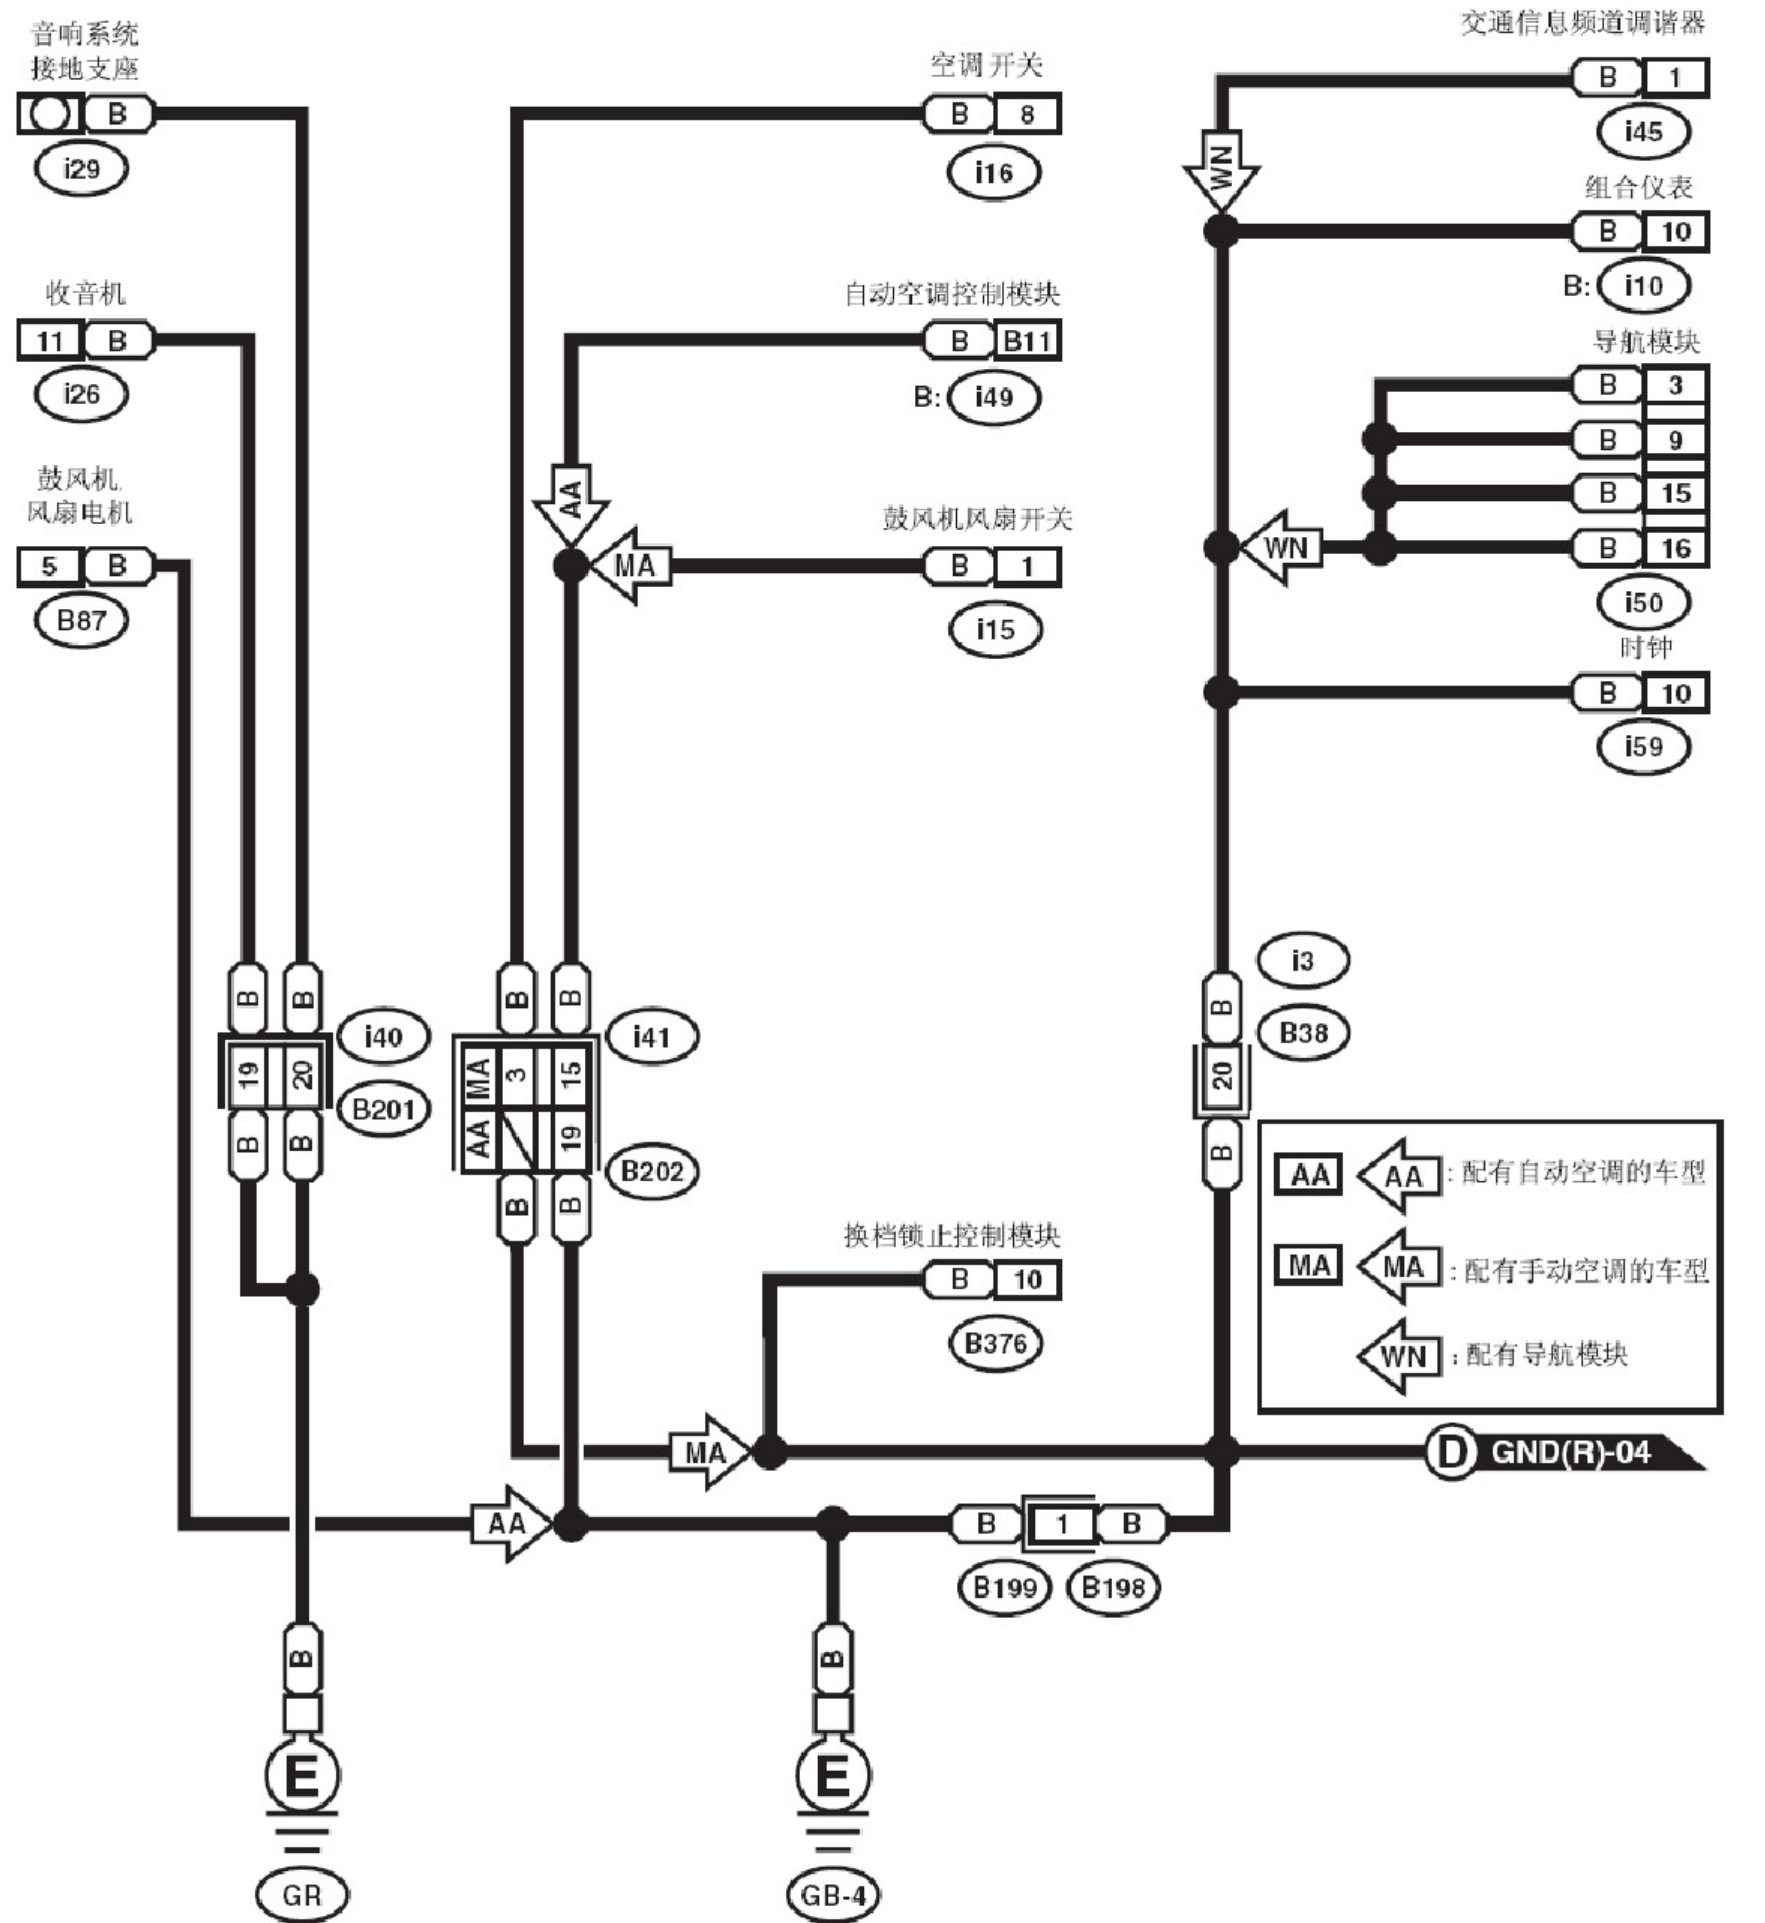 音响系统
接地支座
B
i29
收音机
11 B
i26
鼓风机
风扇电机
5 B
B87
空调开关
B 8
i16
自动空调控制模块
B B11
B: i49
AA
MA
鼓风机风扇开关
B 1
i15
交通信息频道调谐器
B 1
i45
WN
组合仪表
B 10
B: i10
导航模块
B 3
B 9
B 15
WN B 16
i50
时钟
B 10
i59
B B
19 20
B B
i40
B201
B B
MA 3 15
AA 19
B B
i41
B202
i3
B38
B
20
B
换档锁止控制模块
B 10
B376
AA AA : 配有自动空调的车型
MA MA : 配有手动空调的车型
WN : 配有导航模块
MA
D GND(R)-04
AA
B 1 B
B199 B198
B
E
GR
B
E
GB-4